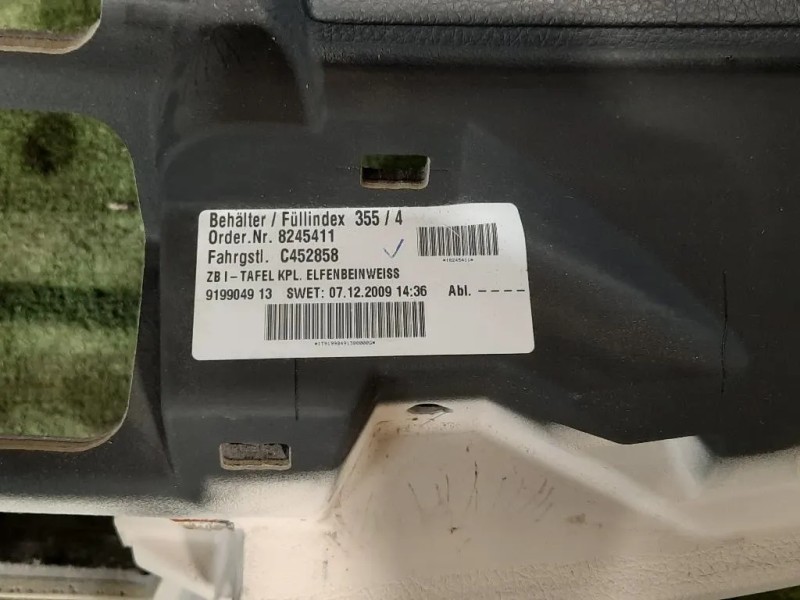 Behälter / Füllindex 355 / 4
Order.Nr. 8245411
Fahrgstl. C452858
ZB I - TAFEL KPL. ELFENBEINWEISS
9199049 13 SWET: 07.12.2009 14:36 Abl. ----
*T8245411*